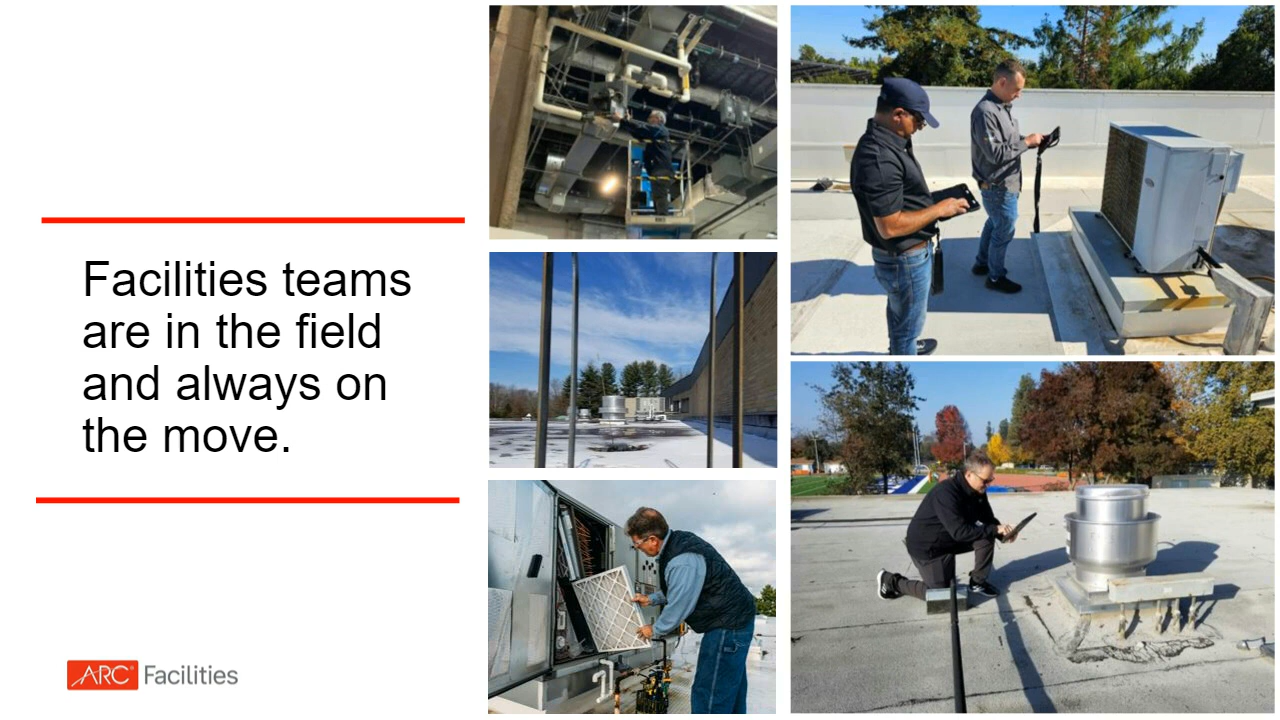 Facilities teams
are in the field
and always on
the move.
ARC Facilities